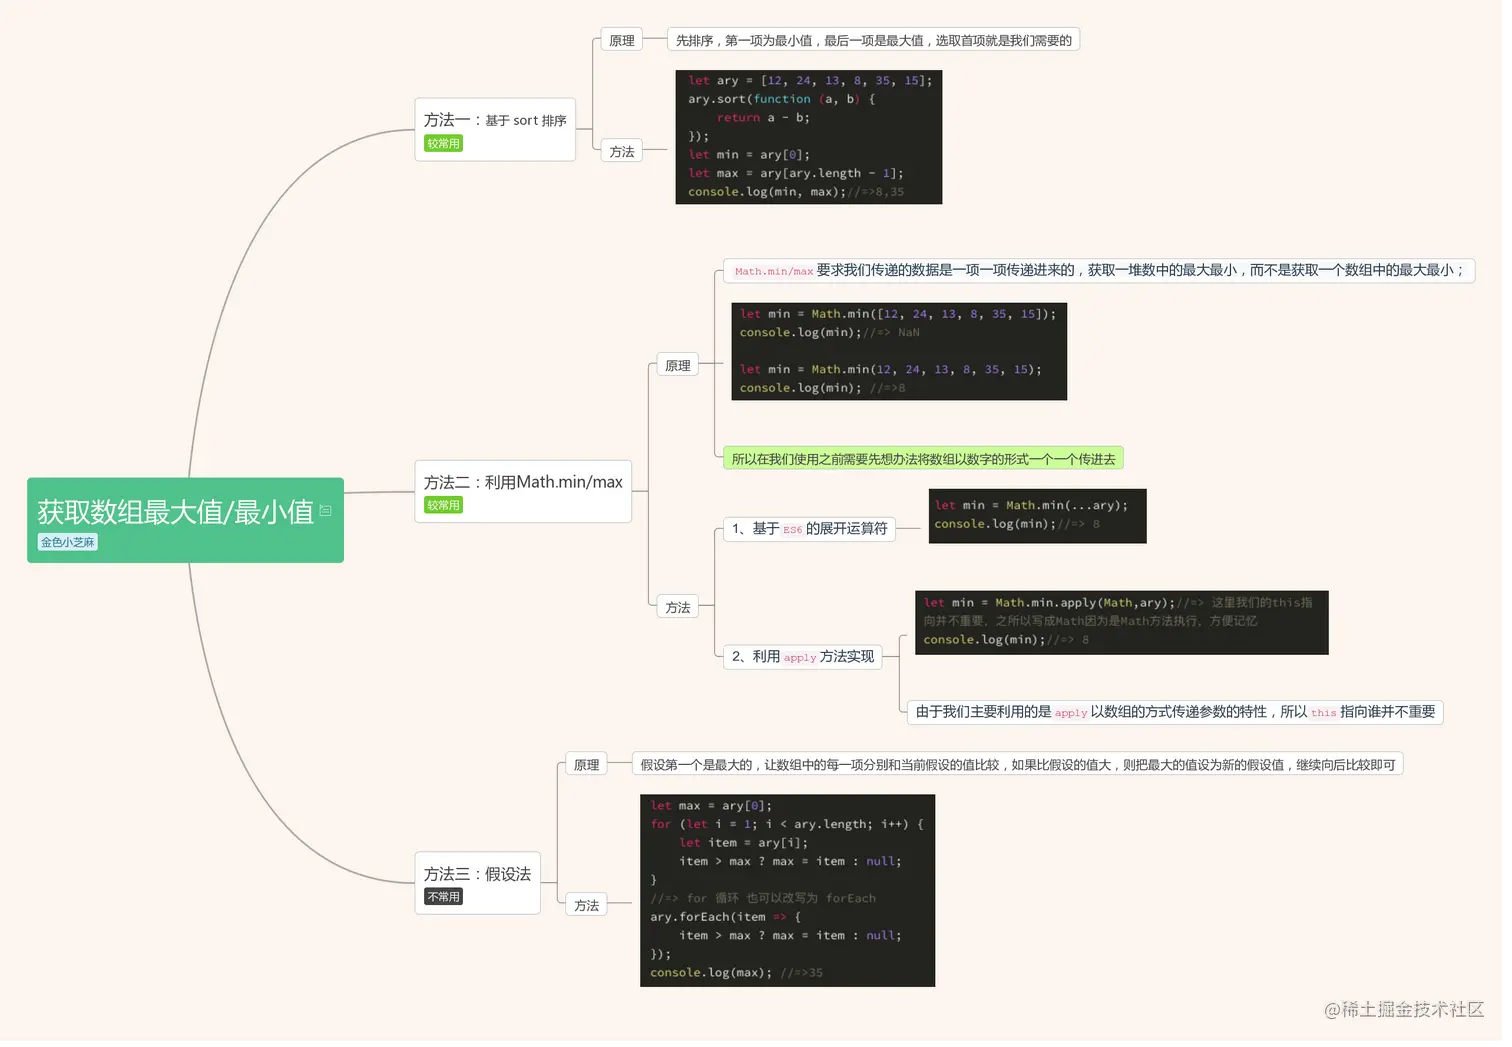 获取数组最大值/最小值
金色小芝麻
方法一：基于 sort 排序
较常用
原理
先排序，第一项为最小值，最后一项是最大值，选取首项就是我们需要的
方法
let ary = [12, 24, 13, 8, 35, 15];
ary.sort(function (a, b) {
    return a - b;
});
let min = ary[0];
let max = ary[ary.length - 1];
console.log(min, max);//=>8,35
方法二：利用Math.min/max
较常用
原理
Math.min/max 要求我们传递的数据是一项一项传递进来的，获取一堆数中的最大最小，而不是获取一个数组中的最大最小；
let min = Math.min([12, 24, 13, 8, 35, 15]);
console.log(min);//=> NaN
let min = Math.min(12, 24, 13, 8, 35, 15);
console.log(min); //=>8
所以在我们使用之前需要先想办法将数组以数字的形式一个一个传进去
方法
1、基于 ES6 的展开运算符
let min = Math.min(...ary);
console.log(min);//=> 8
2、利用 apply 方法实现
let min = Math.min.apply(Math,ary);//=> 这里我们的this指
向并不重要，之所以写成Math因为是Math方法执行，方便记忆
console.log(min);//=> 8
由于我们主要利用的是 apply 以数组的方式传递参数的特性，所以 this 指向谁并不重要
方法三：假设法
不常用
原理
假设第一个是最大的，让数组中的每一项分别和当前假设的值比较，如果比假设的值大，则把最大的值设为新的假设值，继续向后比较即可
方法
let max = ary[0];
for (let i = 1; i < ary.length; i++) {
    let item = ary[i];
    item > max ? max = item : null;
}
//=> for 循环 也可以改写为 forEach
ary.forEach(item => {
    item > max ? max = item : null;
});
console.log(max); //=>35
@稀土掘金技术社区